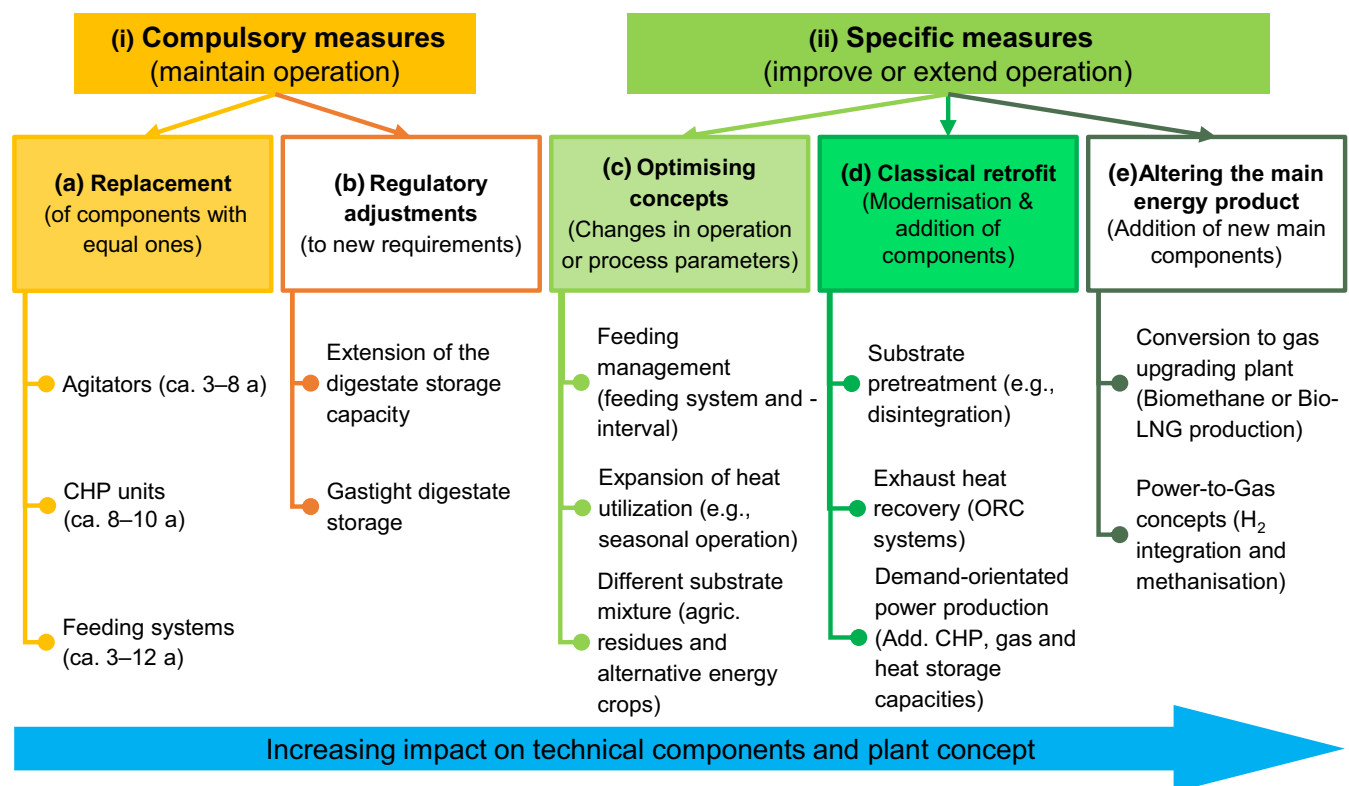 (i) Compulsory measures
(maintain operation)
(ii) Specific measures
(improve or extend operation)
(a) Replacement
(of components with
equal ones)
(b) Regulatory
adjustments
(to new requirements)
(c) Optimising
concepts
(Changes in operation
or process parameters)
(d) Classical retrofit
(Modernisation &
addition of
components)
(e)Altering the main
energy product
(Addition of new main
components)
Agitators (ca. 3–8 a)
CHP units
(ca. 8–10 a)
Feeding systems
(ca. 3–12 a)
Extension of the
digestate storage
capacity
Gastight digestate
storage
Feeding
management
(feeding system and -
interval)
Expansion of heat
utilization (e.g.,
seasonal operation)
Different substrate
mixture (agric.
residues and
alternative energy
crops)
Substrate
pretreatment (e.g.,
disintegration)
Exhaust heat
recovery (ORC
systems)
Demand-orientated
power production
(Add. CHP, gas and
heat storage
capacities)
Conversion to gas
upgrading plant
(Biomethane or Bio-
LNG production)
Power-to-Gas
concepts (H₂
integration and
methanisation)
Increasing impact on technical components and plant concept